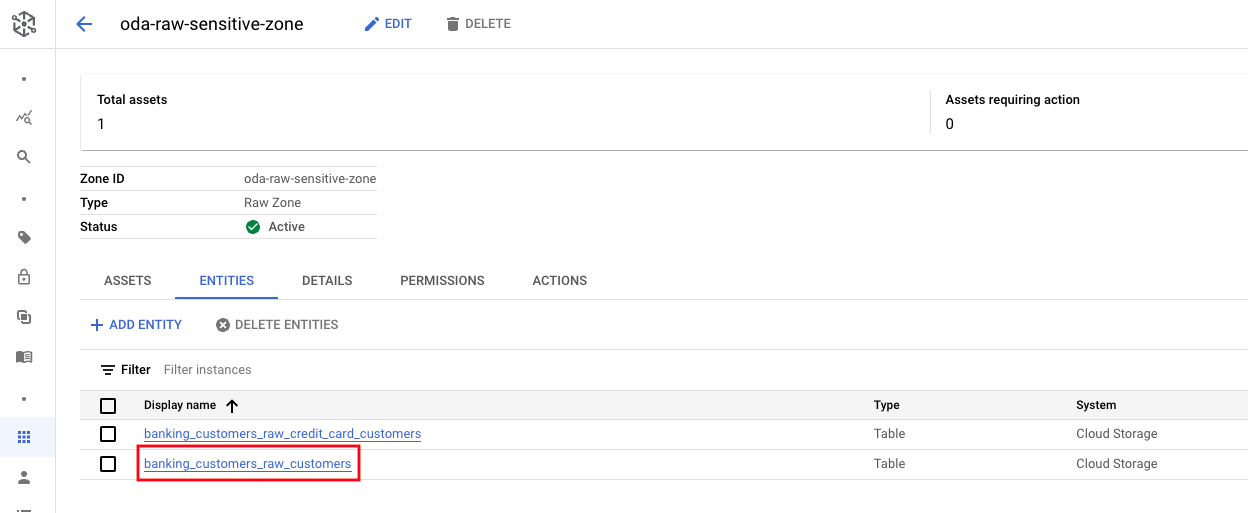 oda-raw-sensitive-zone EDIT DELETE
Total assets Assets requiring action
1 0
Zone ID oda-raw-sensitive-zone
Type Raw Zone
Status Active
ASSETS ENTITIES DETAILS PERMISSIONS ACTIONS
ADD ENTITY DELETE ENTITIES
Filter Filter instances
Display name Type System
banking_customers_raw_credit_card_customers Table Cloud Storage
banking_customers_raw_customers Table Cloud Storage